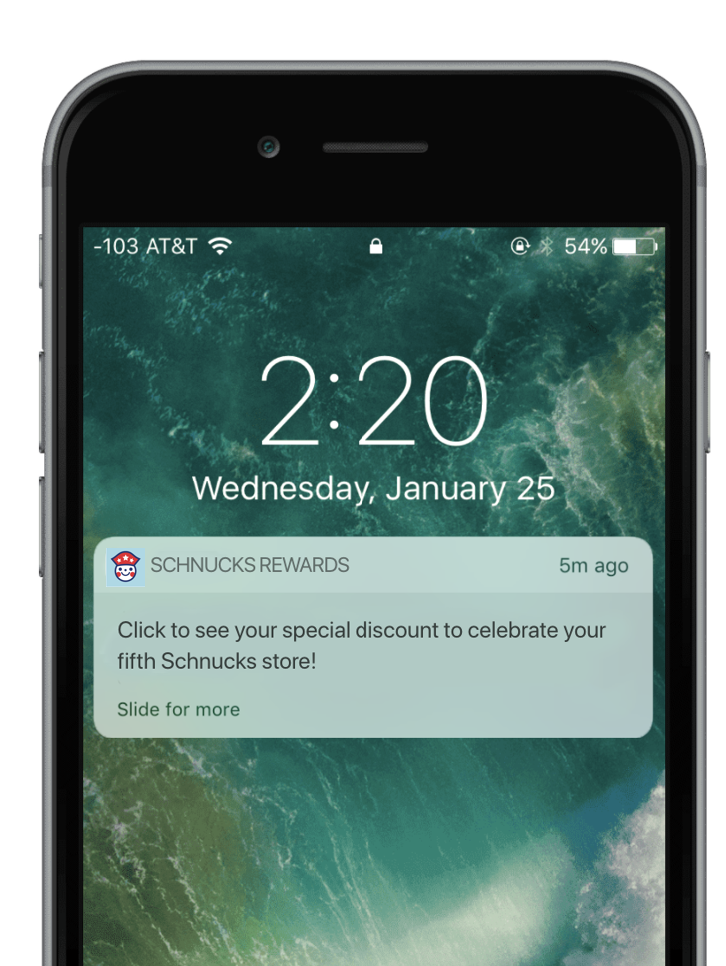 -103 AT&T 54%
2:20
Wednesday, January 25
SCHNUCKS REWARDS 5m ago
Click to see your special discount to celebrate your
fifth Schnucks store!
Slide for more